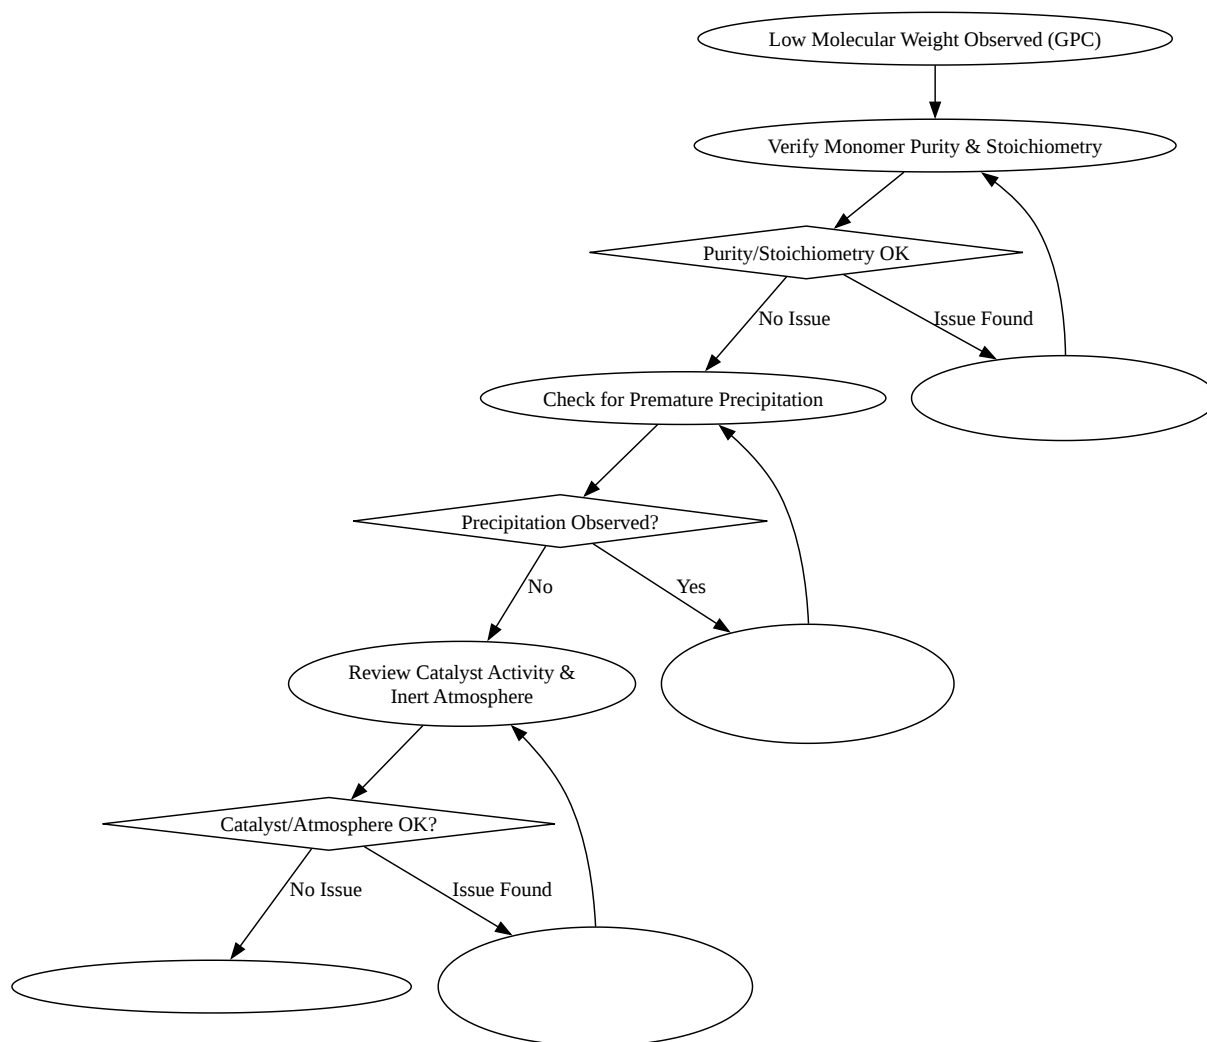 Low Molecular Weight Observed (GPC)
Verify Monomer Purity & Stoichiometry
Purity/Stoichiometry OK
No Issue
Issue Found
Check for Premature Precipitation
Precipitation Observed?
No
Yes
Review Catalyst Activity &
Inert Atmosphere
Catalyst/Atmosphere OK?
No Issue
Issue Found